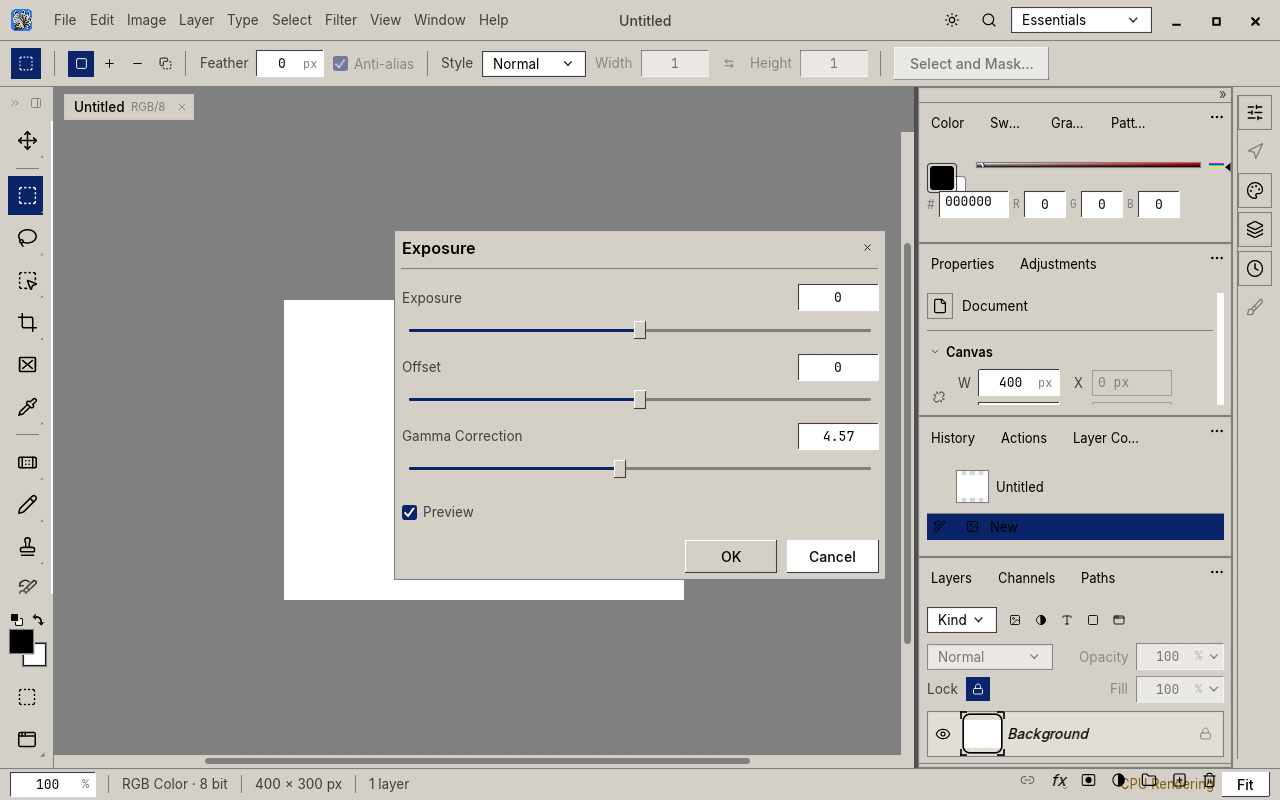 File Edit Image Layer Type Select Filter View Window Help
Untitled
Essentials
Feather 0 px Anti-alias Style Normal Width 1 Height 1 Select and Mask...
Untitled RGB/8
Color Sw... Gra... Patt...
# 000000 R 0 G 0 B 0
Properties Adjustments
Document
Canvas
W 400 px X 0 px
History Actions Layer Co...
Untitled
New
Layers Channels Paths
Kind
Normal Opacity 100 %
Lock Fill 100 %
Background
Exposure
Exposure 0
Offset 0
Gamma Correction 4.57
Preview
OK Cancel
100 % RGB Color · 8 bit 400 × 300 px 1 layer
fx
CPU Rendering
Fit